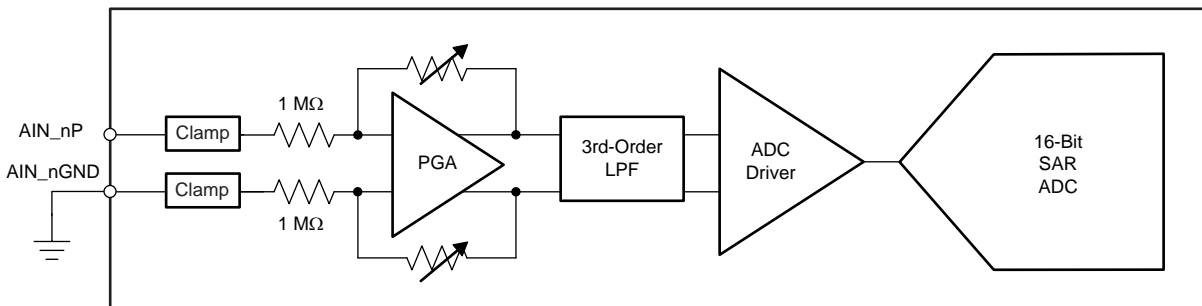 1 MΩ
AIN_nP
Clamp
AIN_nGND
Clamp
1 MΩ
PGA
3rd-Order
LPF
ADC
Driver
16-Bit
SAR
ADC